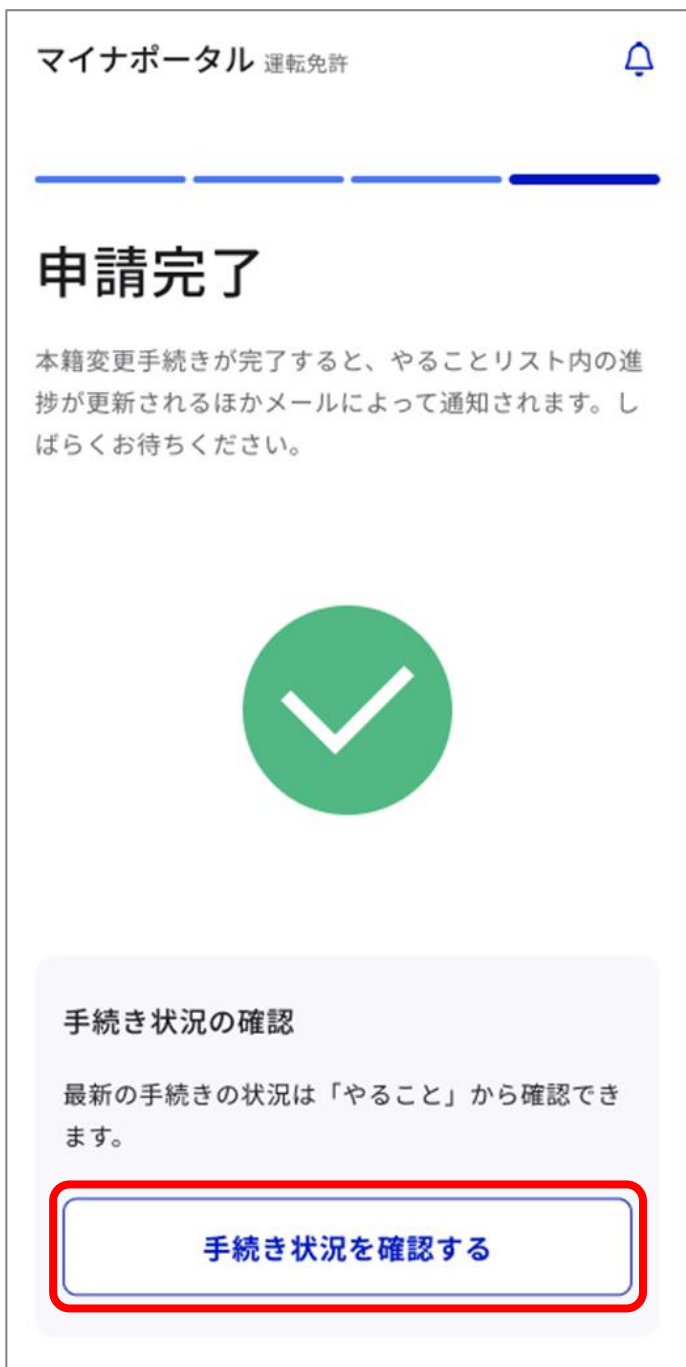 マイナポータル 運転免許
申請完了
本籍変更手続きが完了すると、やることリスト内の進
捗が更新されるほかメールによって通知されます。し
ばらくお待ちください。
手続き状況の確認
最新の手続きの状況は「やること」から確認でき
ます。
手続き状況を確認する